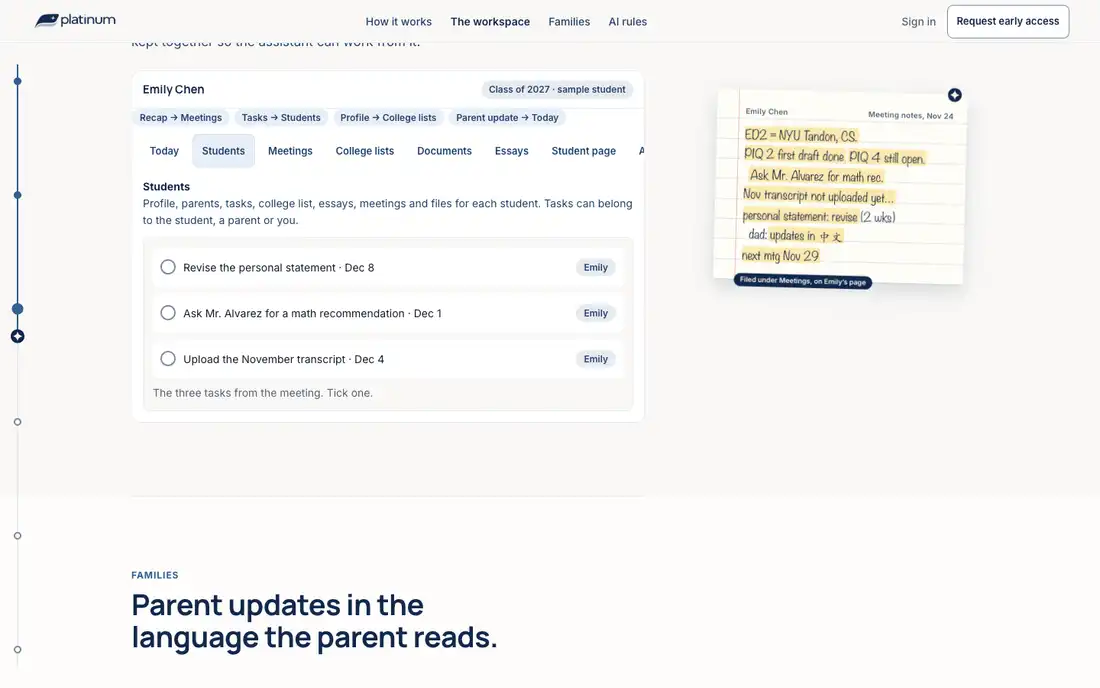 platinum
How it works
The workspace
Families
AI rules
Sign in
Request early access
kept together so the assistant can work from it.
Emily Chen
Class of 2027 · sample student
Recap → Meetings
Tasks → Students
Profile → College lists
Parent update → Today
Today
Students
Meetings
College lists
Documents
Essays
Student page
A
Students
Profile, parents, tasks, college list, essays, meetings and files for each student. Tasks can belong
to the student, a parent or you.
Revise the personal statement · Dec 8
Emily
Ask Mr. Alvarez for a math recommendation · Dec 1
Emily
Upload the November transcript · Dec 4
Emily
The three tasks from the meeting. Tick one.
Emily Chen
Meeting notes, Nov 24
ED2 = NYU Tandon, CS.
PIQ 2 first draft done. PIQ 4 still open.
Ask Mr. Alvarez for math rec.
Nov transcript not uploaded yet…
personal statement: revise (2 wks)
dad: updates in 中文
next mtg Nov 29
Filed under Meetings, on Emily's page
FAMILIES
Parent updates in the
language the parent reads.